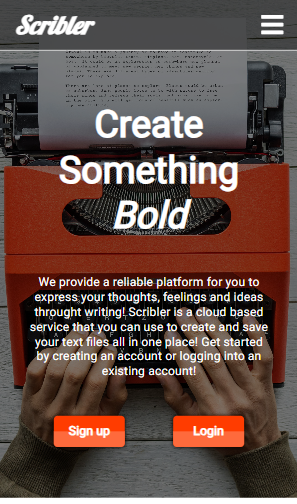 Scribler
Create
Something
Bold
We provide a reliable platform for you to
express your thoughts, feelings and ideas
throught writing! Scribler is a cloud based
service that you can use to create and save
your text files all in one place! Get started
by creating an account or logging into an
existing account!
Sign up
Login